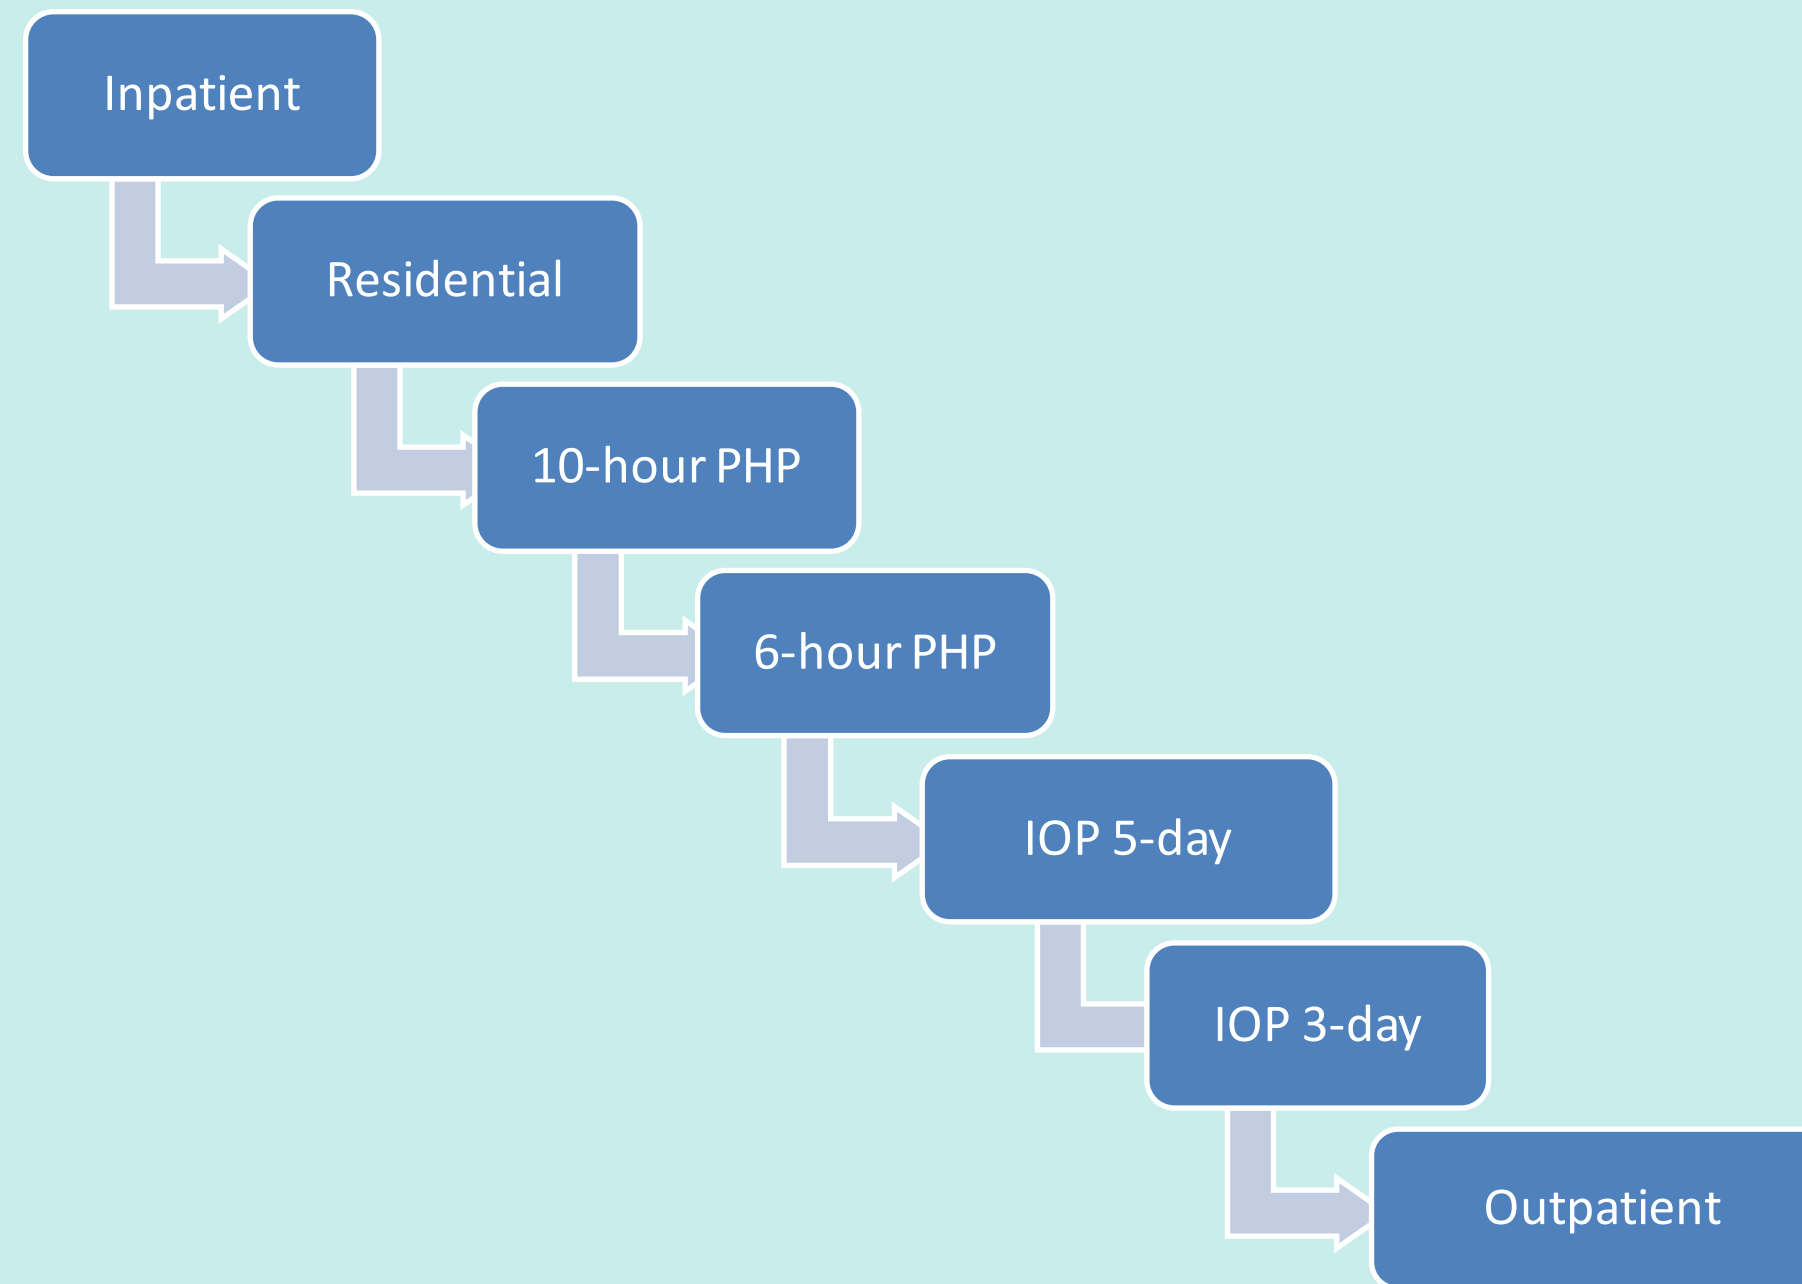 Inpatient
Residential
10-hour PHP
6-hour PHP
IOP 5-day
IOP 3-day
Outpatient